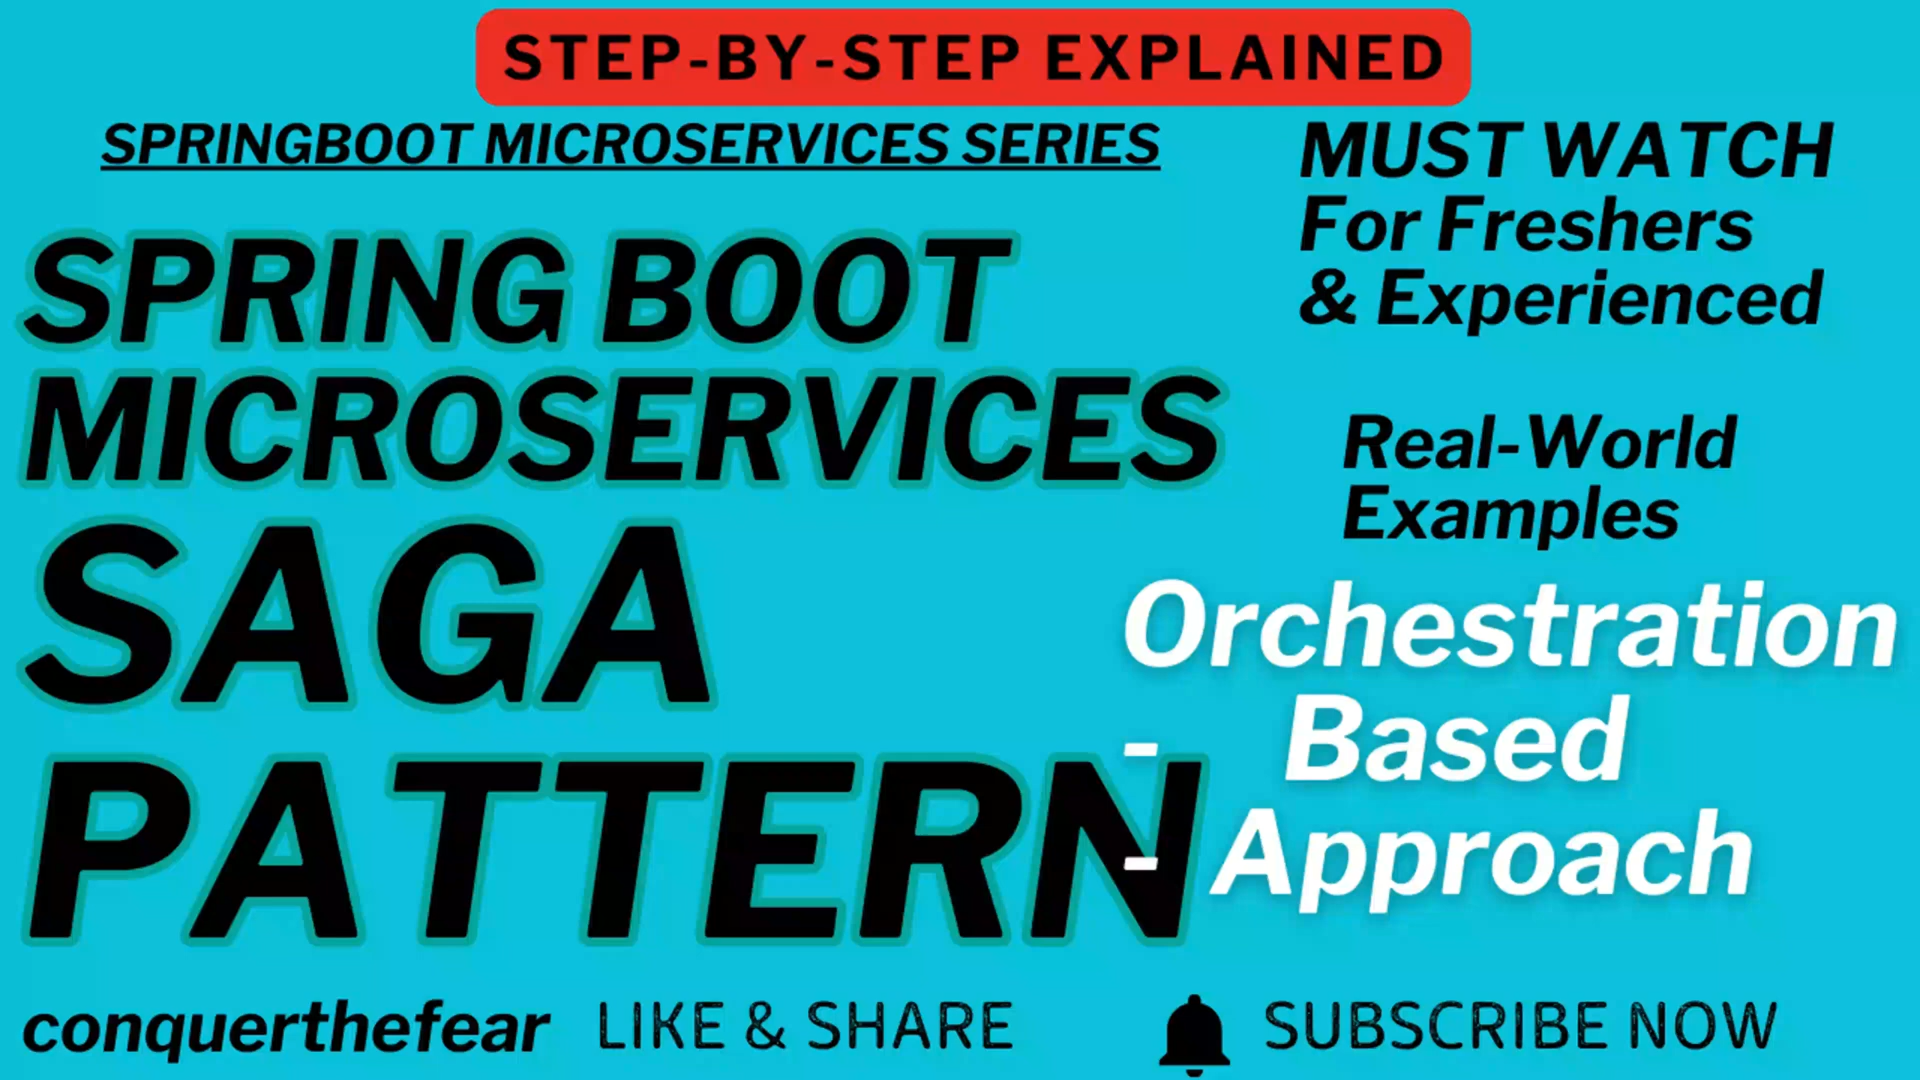 STEP-BY-STEP EXPLAINED
SPRINGBOOT MICROSERVICES SERIES
SPRING BOOT
MICROSERVICES
SAGA
PATTERN
MUST WATCH
For Freshers
& Experienced
Real-World
Examples
Orchestration
- Based
- Approach
conquerthefear LIKE & SHARE SUBSCRIBE NOW